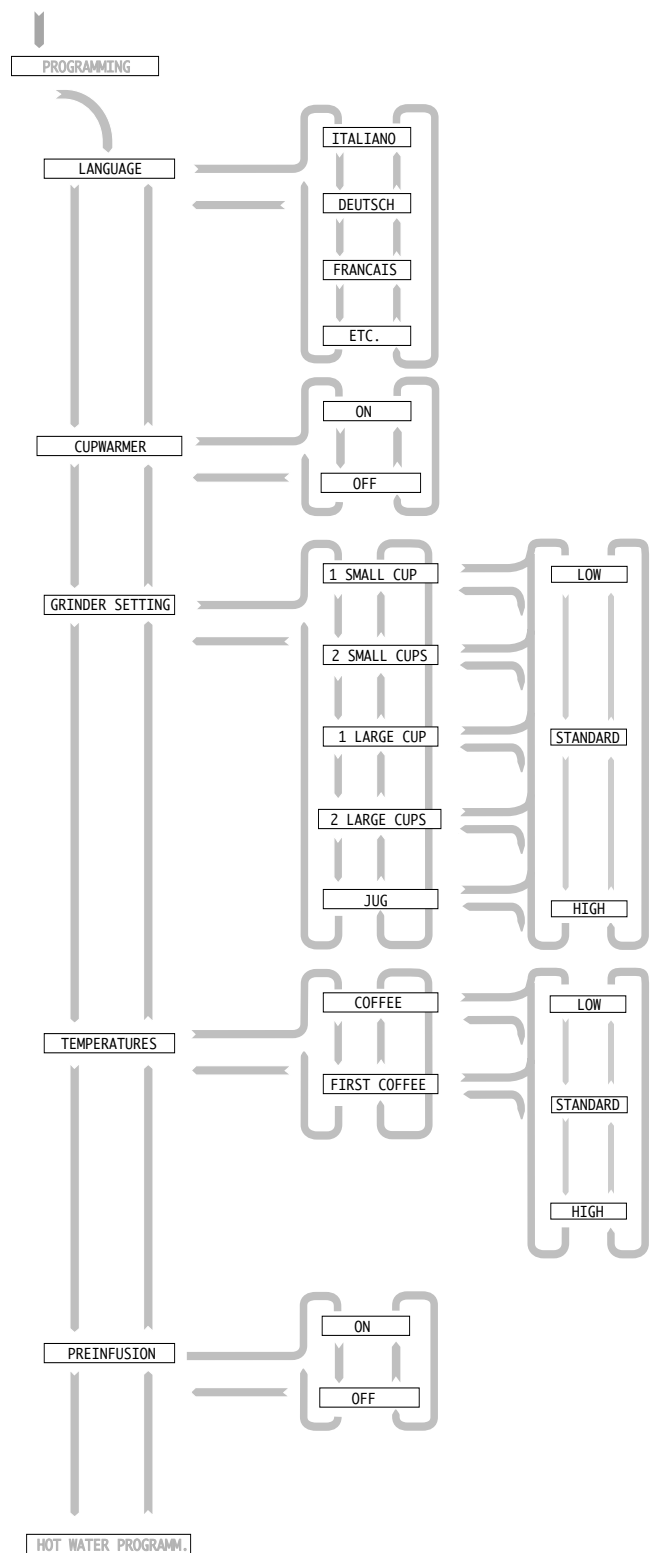 PROGRAMMING
LANGUAGE
ITALIANO
DEUTSCH
FRANCAIS
ETC.
CUPWARMER
ON
OFF
GRINDER SETTING
1 SMALL CUP
2 SMALL CUPS
1 LARGE CUP
2 LARGE CUPS
JUG
LOW
STANDARD
HIGH
TEMPERATURES
COFFEE
FIRST COFFEE
LOW
STANDARD
HIGH
PREINFUSION
ON
OFF
HOT WATER PROGRAMM.